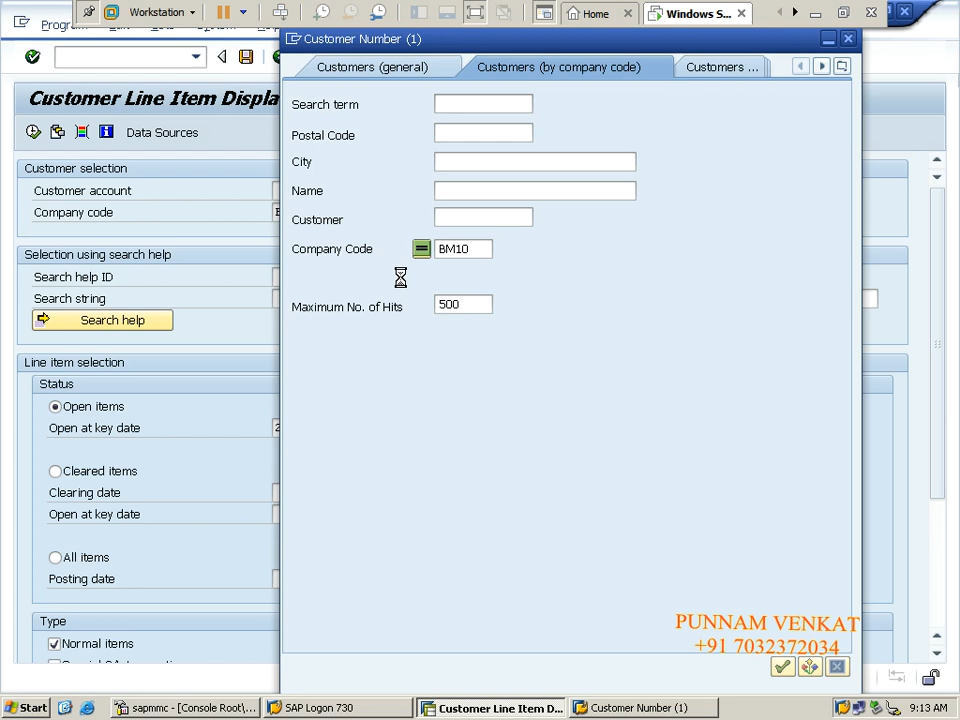 Workstation
Home
Windows S...
Program
Customer Number (1)
Customers (general)
Customers (by company code)
Customers ...
Customer Line Item Displa
Data Sources
Search term
Postal Code
City
Name
Customer
Company Code
BM10
Maximum No. of Hits
500
Customer selection
Customer account
Company code
Selection using search help
Search help ID
Search string
Search help
Line item selection
Status
Open items
Open at key date
2
Cleared items
Clearing date
Open at key date
All items
Posting date
Type
Normal items
PUNNAM VENKAT
+91 7032372034
Start
sapmmc - [Console Root\...
SAP Logon 730
Customer Line Item D...
Customer Number (1)
9:13 AM